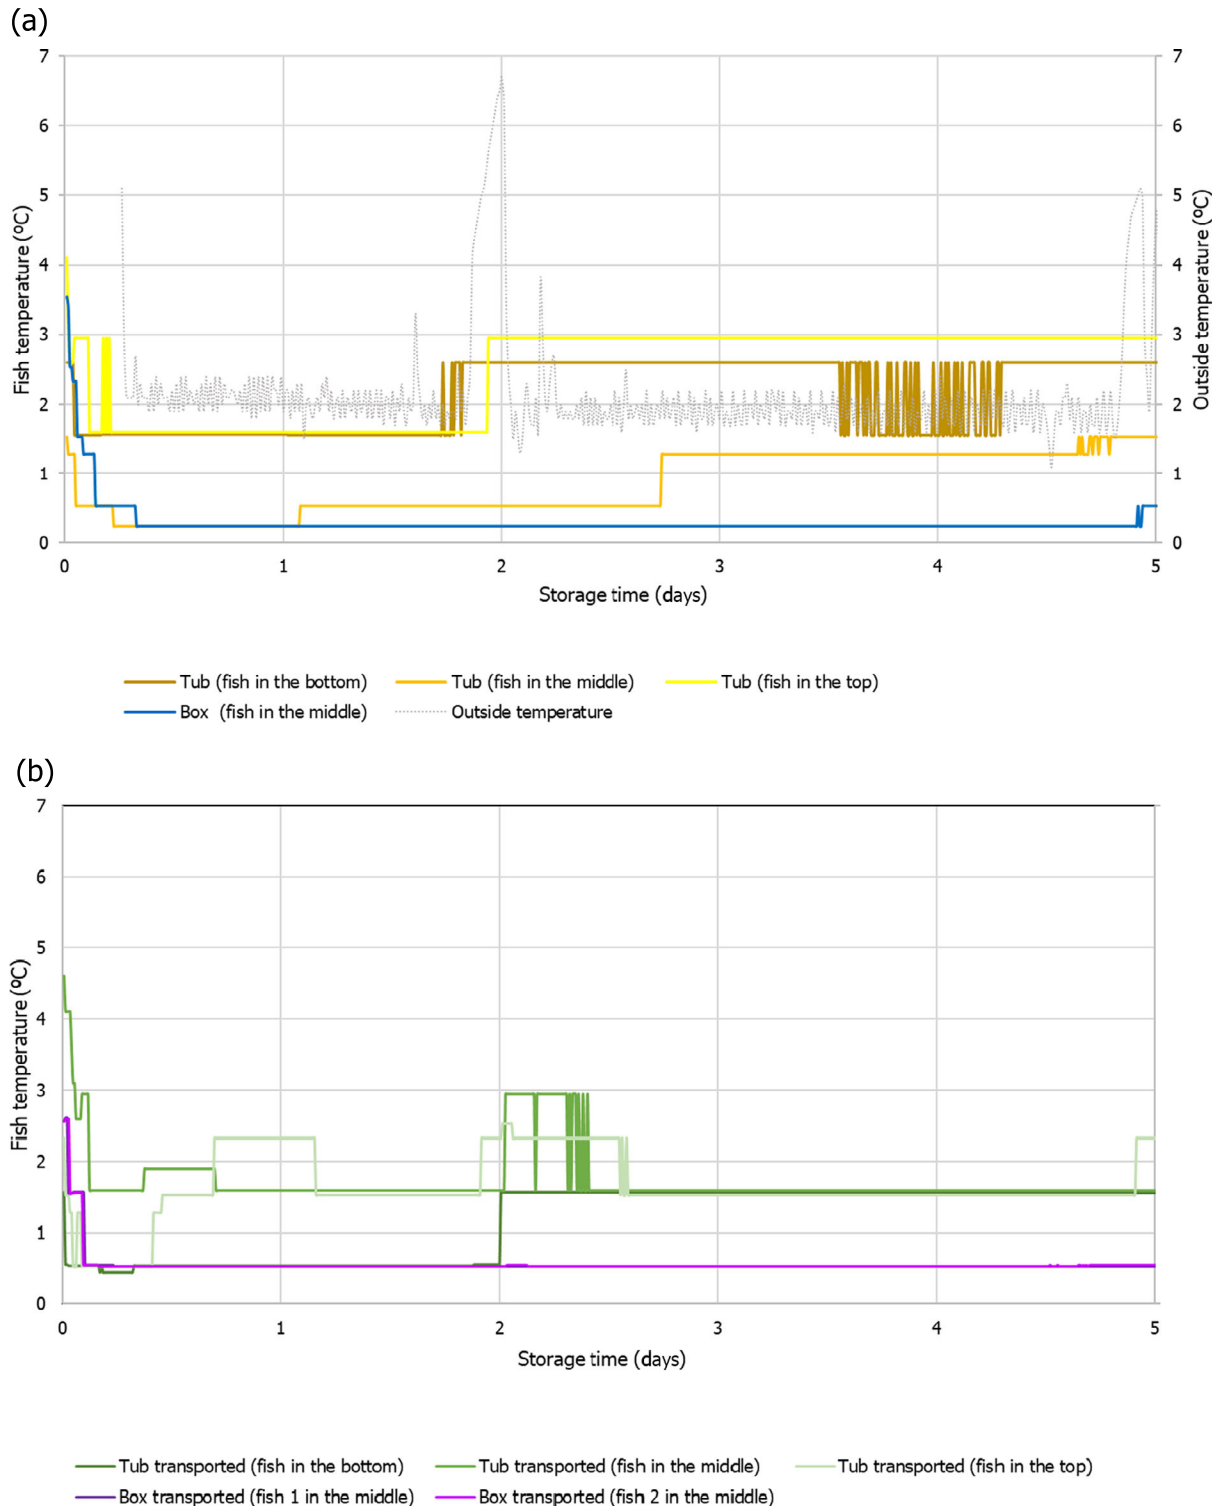 (a)
7 7
6 6
5 5
4 4
3 3
2 2
1 1
0 0
Fish temperature (ºC)
Outside temperature (ºC)
0 1 2 3 4 5
Storage time (days)
Tub (fish in the bottom) Tub (fish in the middle) Tub (fish in the top)
Box (fish in the middle) Outside temperature
(b)
7
6
5
4
3
2
1
0
Fish temperature (ºC)
0 1 2 3 4 5
Storage time (days)
Tub transported (fish in the bottom) Tub transported (fish in the middle) Tub transported (fish in the top)
Box transported (fish 1 in the middle) Box transported (fish 2 in the middle)